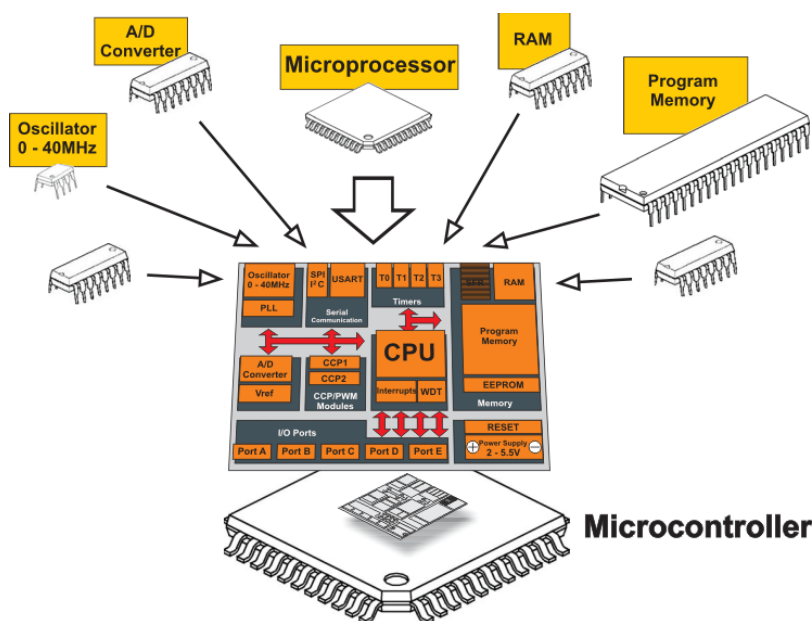 A/D
Converter
Microprocessor
RAM
Program
Memory
Oscillator
0 - 40MHz
Oscillator
0 - 40MHz
PLL
SPI
I²C
USART
Serial
Communication
T0 T1 T2 T3
Timers
SFR
RAM
Program
Memory
EEPROM
Memory
A/D
Converter
Vref
CCP1
CCP2
CCP/PWM
Modules
CPU
Interrupts
WDT
I/O Ports
Port A Port B Port C Port D Port E
RESET
Power Supply
2 - 5.5V
+
−
Microcontroller